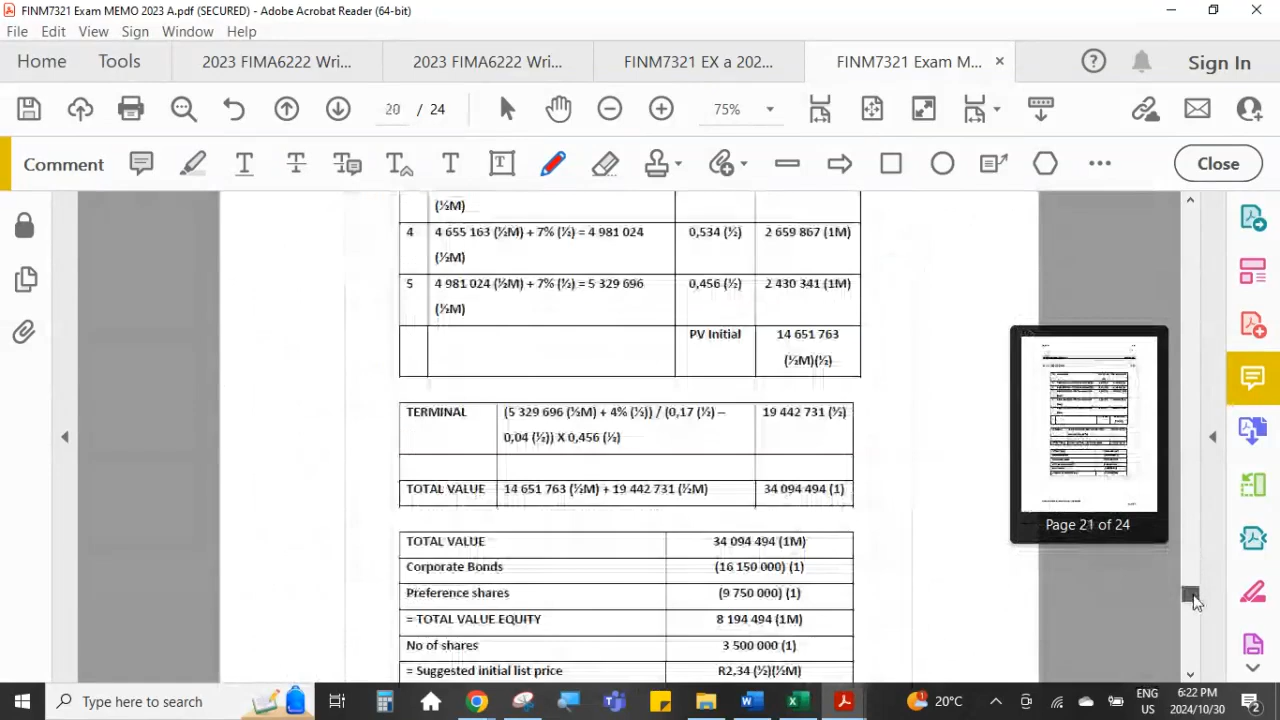 FINM7321 Exam MEMO 2023 A.pdf (SECURED) - Adobe Acrobat Reader (64-bit)
File Edit View Sign Window Help
Home Tools 2023 FIMA6222 Wri... 2023 FIMA6222 Wri... FINM7321 EX a 202... FINM7321 Exam M... Sign In
20 / 24 75%
Comment Close
(½M)
4 4 655 163 (½M) + 7% (½) = 4 981 024 0,534 (½) 2 659 867 (1M)
(½M)
5 4 981 024 (½M) + 7% (½) = 5 329 696 0,456 (½) 2 430 341 (1M)
(½M)
PV Initial 14 651 763
(½M)(½)
TERMINAL (5 329 696 (½M) + 4% (½)) / (0,17 (½) – 19 442 731 (½)
0,04 (½)) X 0,456 (½)
TOTAL VALUE 14 651 763 (½M) + 19 442 731 (½M) 34 094 494 (1)
TOTAL VALUE 34 094 494 (1M)
Corporate Bonds (16 150 000) (1)
Preference shares (9 750 000) (1)
= TOTAL VALUE EQUITY 8 194 494 (1M)
No of shares 3 500 000 (1)
= Suggested initial list price R2,34 (½)(½M)
Page 21 of 24
Type here to search
20°C
ENG
US
6:22 PM
2024/10/30
2